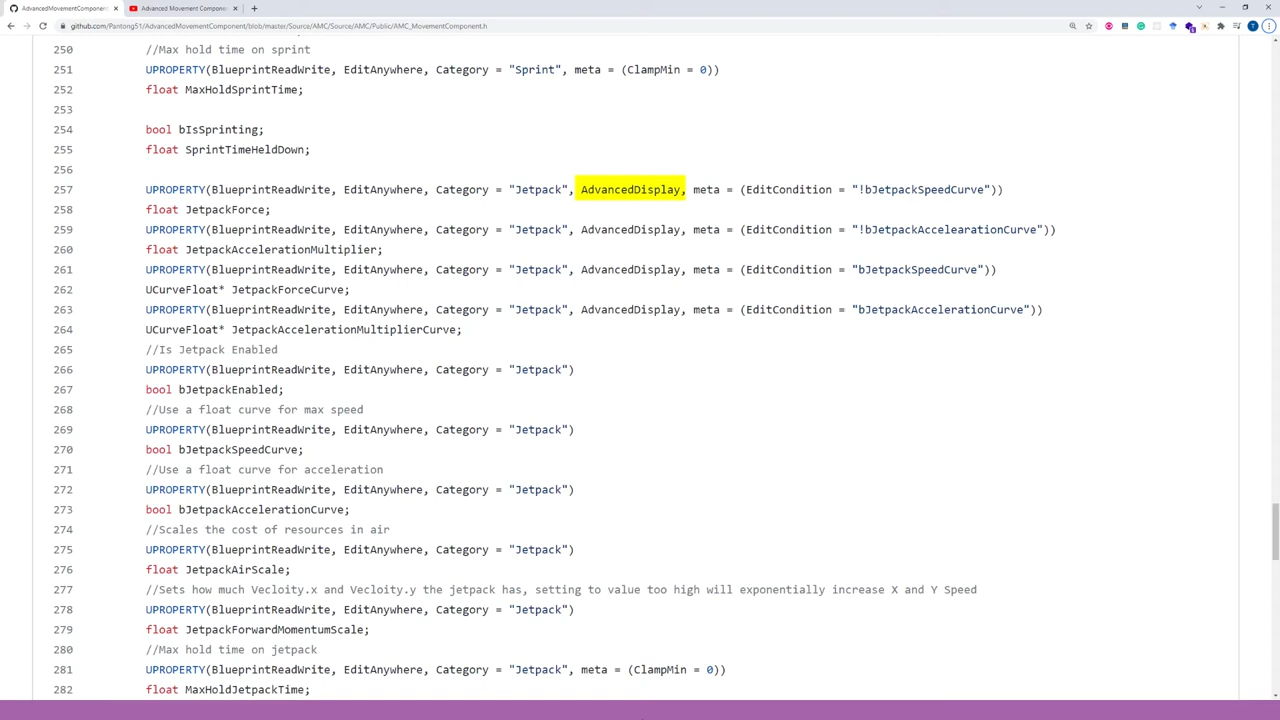 AdvancedMovementComponent
Advanced Movement Component
github.com/Pantong51/AdvancedMovementComponent/blob/master/Source/AMC/Source/AMC/Public/AMC_MovementComponent.h
250 //Max hold time on sprint
251 UPROPERTY(BlueprintReadWrite, EditAnywhere, Category = "Sprint", meta = (ClampMin = 0))
252 float MaxHoldSprintTime;
253
254 bool bIsSprinting;
255 float SprintTimeHeldDown;
256
257 UPROPERTY(BlueprintReadWrite, EditAnywhere, Category = "Jetpack", AdvancedDisplay, meta = (EditCondition = "!bJetpackSpeedCurve"))
258 float JetpackForce;
259 UPROPERTY(BlueprintReadWrite, EditAnywhere, Category = "Jetpack", AdvancedDisplay, meta = (EditCondition = "!bJetpackAccelearationCurve"))
260 float JetpackAccelerationMultiplier;
261 UPROPERTY(BlueprintReadWrite, EditAnywhere, Category = "Jetpack", AdvancedDisplay, meta = (EditCondition = "bJetpackSpeedCurve"))
262 UCurveFloat* JetpackForceCurve;
263 UPROPERTY(BlueprintReadWrite, EditAnywhere, Category = "Jetpack", AdvancedDisplay, meta = (EditCondition = "bJetpackAccelerationCurve"))
264 UCurveFloat* JetpackAccelerationMultiplierCurve;
265 //Is Jetpack Enabled
266 UPROPERTY(BlueprintReadWrite, EditAnywhere, Category = "Jetpack")
267 bool bJetpackEnabled;
268 //Use a float curve for max speed
269 UPROPERTY(BlueprintReadWrite, EditAnywhere, Category = "Jetpack")
270 bool bJetpackSpeedCurve;
271 //Use a float curve for acceleration
272 UPROPERTY(BlueprintReadWrite, EditAnywhere, Category = "Jetpack")
273 bool bJetpackAccelerationCurve;
274 //Scales the cost of resources in air
275 UPROPERTY(BlueprintReadWrite, EditAnywhere, Category = "Jetpack")
276 float JetpackAirScale;
277 //Sets how much Vecloity.x and Vecloity.y the jetpack has, setting to value too high will exponentially increase X and Y Speed
278 UPROPERTY(BlueprintReadWrite, EditAnywhere, Category = "Jetpack")
279 float JetpackForwardMomentumScale;
280 //Max hold time on jetpack
281 UPROPERTY(BlueprintReadWrite, EditAnywhere, Category = "Jetpack", meta = (ClampMin = 0))
282 float MaxHoldJetpackTime;